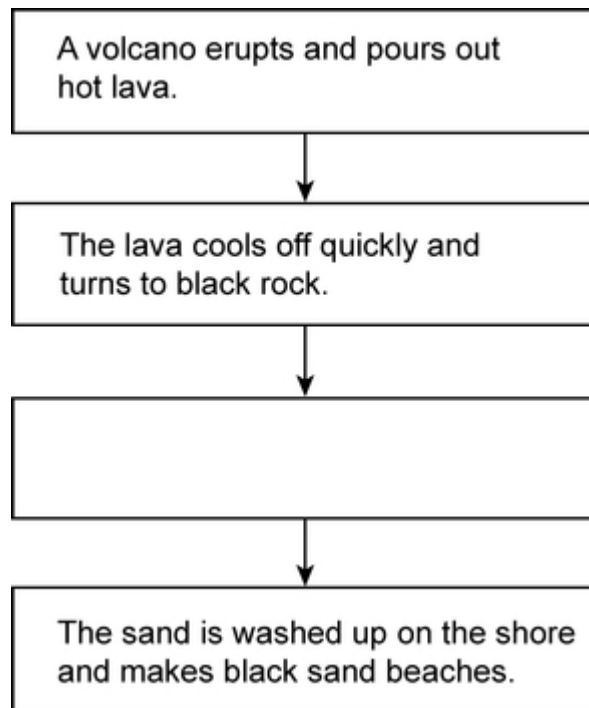 A volcano erupts and pours out
hot lava.
The lava cools off quickly and
turns to black rock.
The sand is washed up on the shore
and makes black sand beaches.